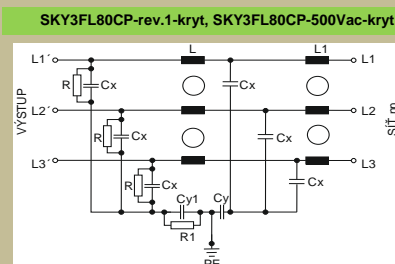 SKY3FL80CP-rev.1-kryt, SKY3FL80CP-500Vac-kryt
L L1
L1´ L1
R Cx Cx
VÝSTUP
L2´ L2
R Cx Cx
L3´ L3
R Cx Cx
Cy1 Cy
R1
PE